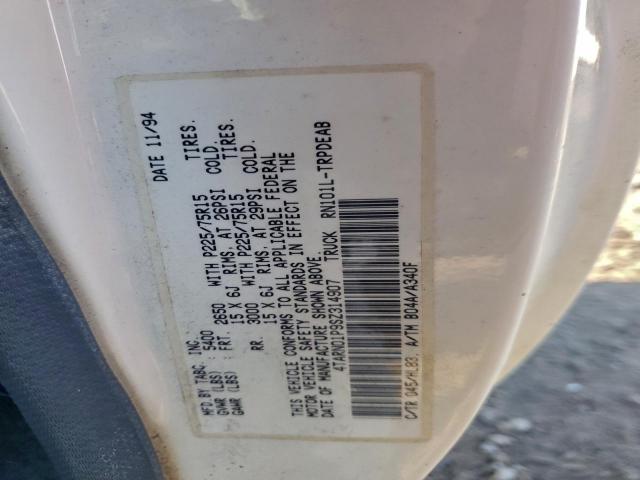 MFD BY TABC, INC. DATE 11/94
GVWR (LBS) 5400
GAWR (LBS) FRT. 2650 WITH P225/75R15 TIRES.
15 X 6J RIMS. AT 26PSI COLD.
RR. 3000 WITH P225/75R15 TIRES.
15 X 6J RIMS. AT 29PSI COLD.
THIS VEHICLE CONFORMS TO ALL APPLICABLE FEDERAL
MOTOR VEHICLE SAFETY STANDARDS IN EFFECT ON THE
DATE OF MANUFACTURE SHOWN ABOVE.
4TARN01P9SZ314907 TRUCK RN101L-TRPDEAB
C/TR 045/HL83. A/TM B04A/A340F